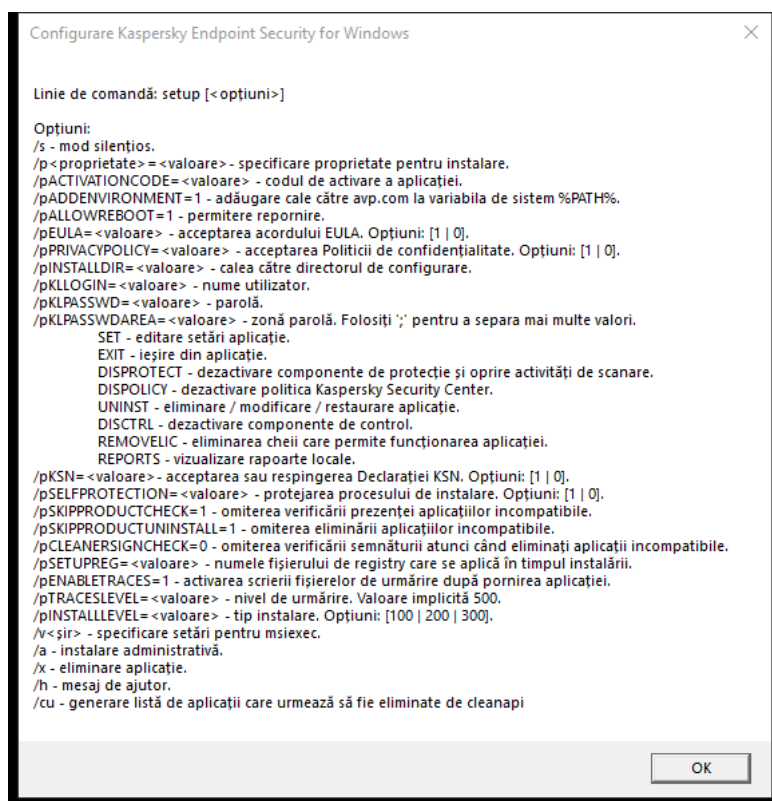 Configurare Kaspersky Endpoint Security for Windows
Linie de comandă: setup [<opțiuni>]
Opțiuni:
/s - mod silențios.
/p<proprietate>=<valoare>- specificare proprietate pentru instalare.
/pACTIVATIONCODE=<valoare> - codul de activare a aplicației.
/pADDENVIRONMENT=1 - adăugare cale către avp.com la variabila de sistem %PATH%.
/pALLOWREBOOT=1 - permitere repornire.
/pEULA=<valoare> - acceptarea acordului EULA. Opțiuni: [1 | 0].
/pPRIVACYPOLICY=<valoare> - acceptarea Politicii de confidențialitate. Opțiuni: [1 | 0].
/pINSTALLDIR=<valoare> - calea către directorul de configurare.
/pKLLOGIN=<valoare> - nume utilizator.
/pKLPASSWD=<valoare> - parolă.
/pKLPASSWDAREA=<valoare> - zonă parolă. Folosiți ';' pentru a separa mai multe valori.
SET - editare setări aplicație.
EXIT - ieșire din aplicație.
DISPROTECT - dezactivare componente de protecție și oprire activități de scanare.
DISPOLICY - dezactivare politica Kaspersky Security Center.
UNINST - eliminare / modificare / restaurare aplicație.
DISCTRL - dezactivare componente de control.
REMOVELIC - eliminarea cheii care permite funcționarea aplicației.
REPORTS - vizualizare rapoarte locale.
/pKSN=<valoare>- acceptarea sau respingerea Declarației KSN. Opțiuni: [1 | 0].
/pSELFPROTECTION=<valoare> - protejarea procesului de instalare. Opțiuni: [1 | 0].
/pSKIPPRODUCTCHECK=1 - omiterea verificării prezenței aplicațiilor incompatibile.
/pSKIPPRODUCTUNINSTALL=1 - omiterea eliminării aplicațiilor incompatibile.
/pCLEANERSIGNCHECK=0 - omiterea verificării semnăturii atunci când eliminați aplicații incompatibile.
/pSETUPREG=<valoare> - numele fișierului de registry care se aplică în timpul instalării.
/pENABLETRACES=1 - activarea scrierii fișierelor de urmărire după pornirea aplicației.
/pTRACESLEVEL=<valoare> - nivel de urmărire. Valoare implicită 500.
/pINSTALLLEVEL=<valoare> - tip instalare. Opțiuni: [100 | 200 | 300].
/v<șir> - specificare setări pentru msiexec.
/a - instalare administrativă.
/x - eliminare aplicație.
/h - mesaj de ajutor.
/cu - generare listă de aplicații care urmează să fie eliminate de cleanapi
OK